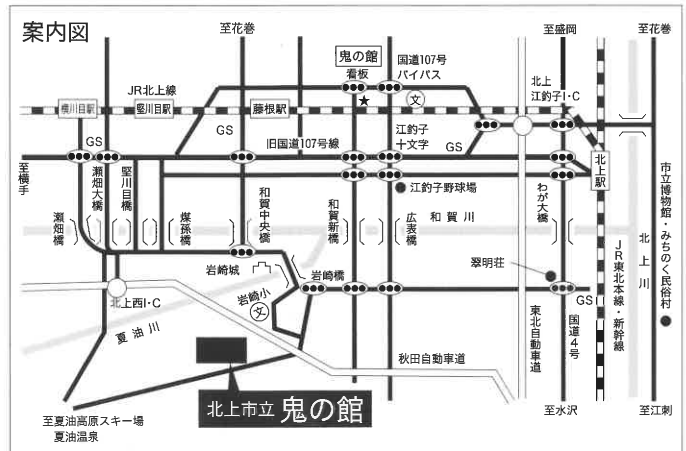 案内図
至花巻
至盛岡
至花巻
鬼の館
看板
国道107号
バイパス
JR北上線
北上
江釣子I・C
横川目駅
堅川目駅
藤根駅
文
GS
GS
GS
旧国道107号線
江釣子
十文字
北上駅
至横手
瀬畑大橋
堅川目橋
江釣子野球場
わが大橋
市立博物館・みちのく民俗村
瀬畑橋
煤孫橋
和賀中央橋
和賀新橋
広表橋
和賀川
北上川
JR東北本線・新幹線
岩崎城
岩崎橋
翠明荘
岩崎小
文
GS
北上西I・C
夏油川
東北自動車道
国道4号
秋田自動車道
北上市立 鬼の館
至夏油高原スキー場
夏油温泉
至水沢
至江刺